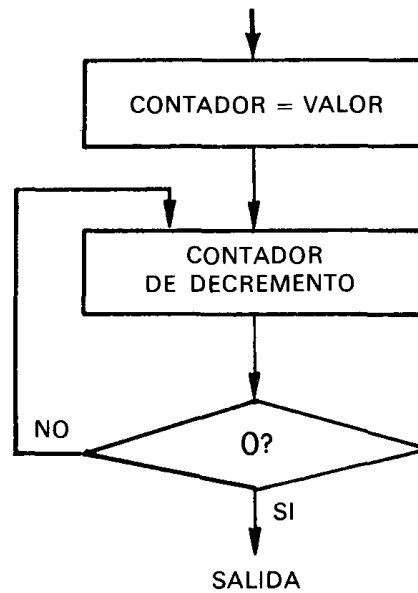 CONTADOR = VALOR
CONTADOR
DE DECREMENTO
NO
0?
SI
SALIDA